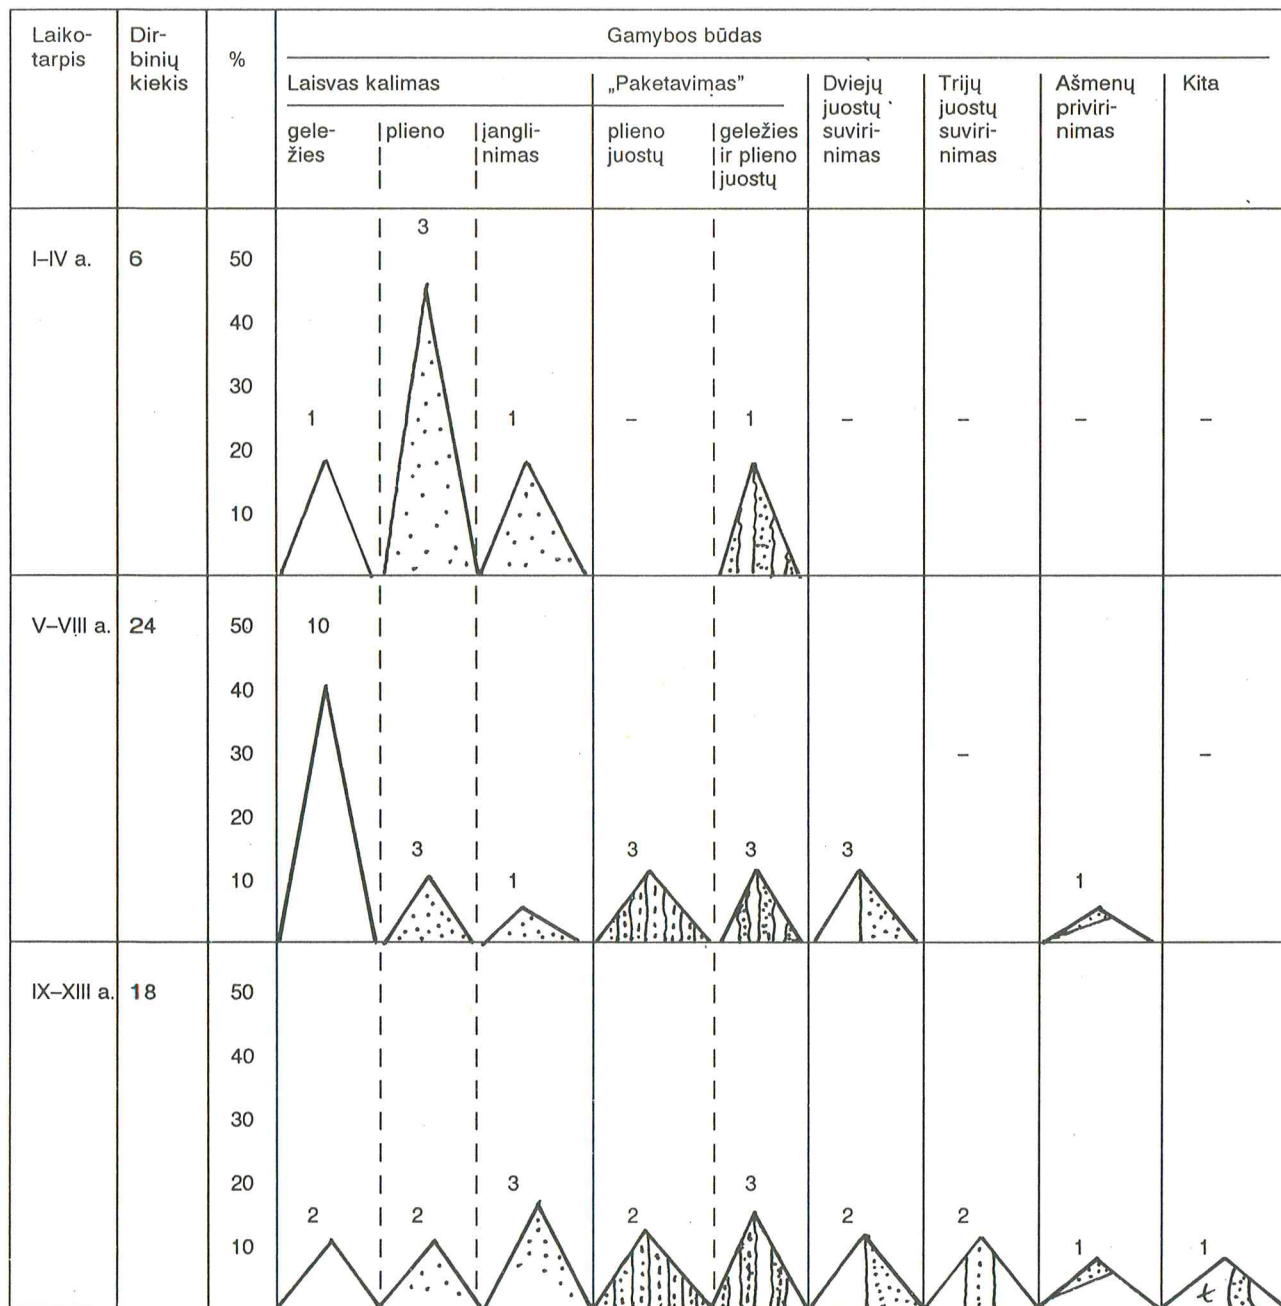 Laiko-
tarpis
Dir-
binių
kiekis
%
Gamybos būdas
Laisvas kalimas
„Paketavimas”
Dviejų
juostų
suviri-
nimas
Trijų
juostų
suviri-
nimas
Ašmenų
priviri-
nimas
Kita
gele-
žies
plieno
įangli-
nimas
plieno
juostų
geležies
ir plieno
juostų
I–IV a.
6
50
40
30
20
10
1
3
1
–
1
–
–
–
–
V–VIII a.
24
50
40
30
20
10
10
3
1
3
3
3
–
1
–
IX–XIII a.
18
50
40
30
20
10
2
2
3
2
3
2
2
1
1